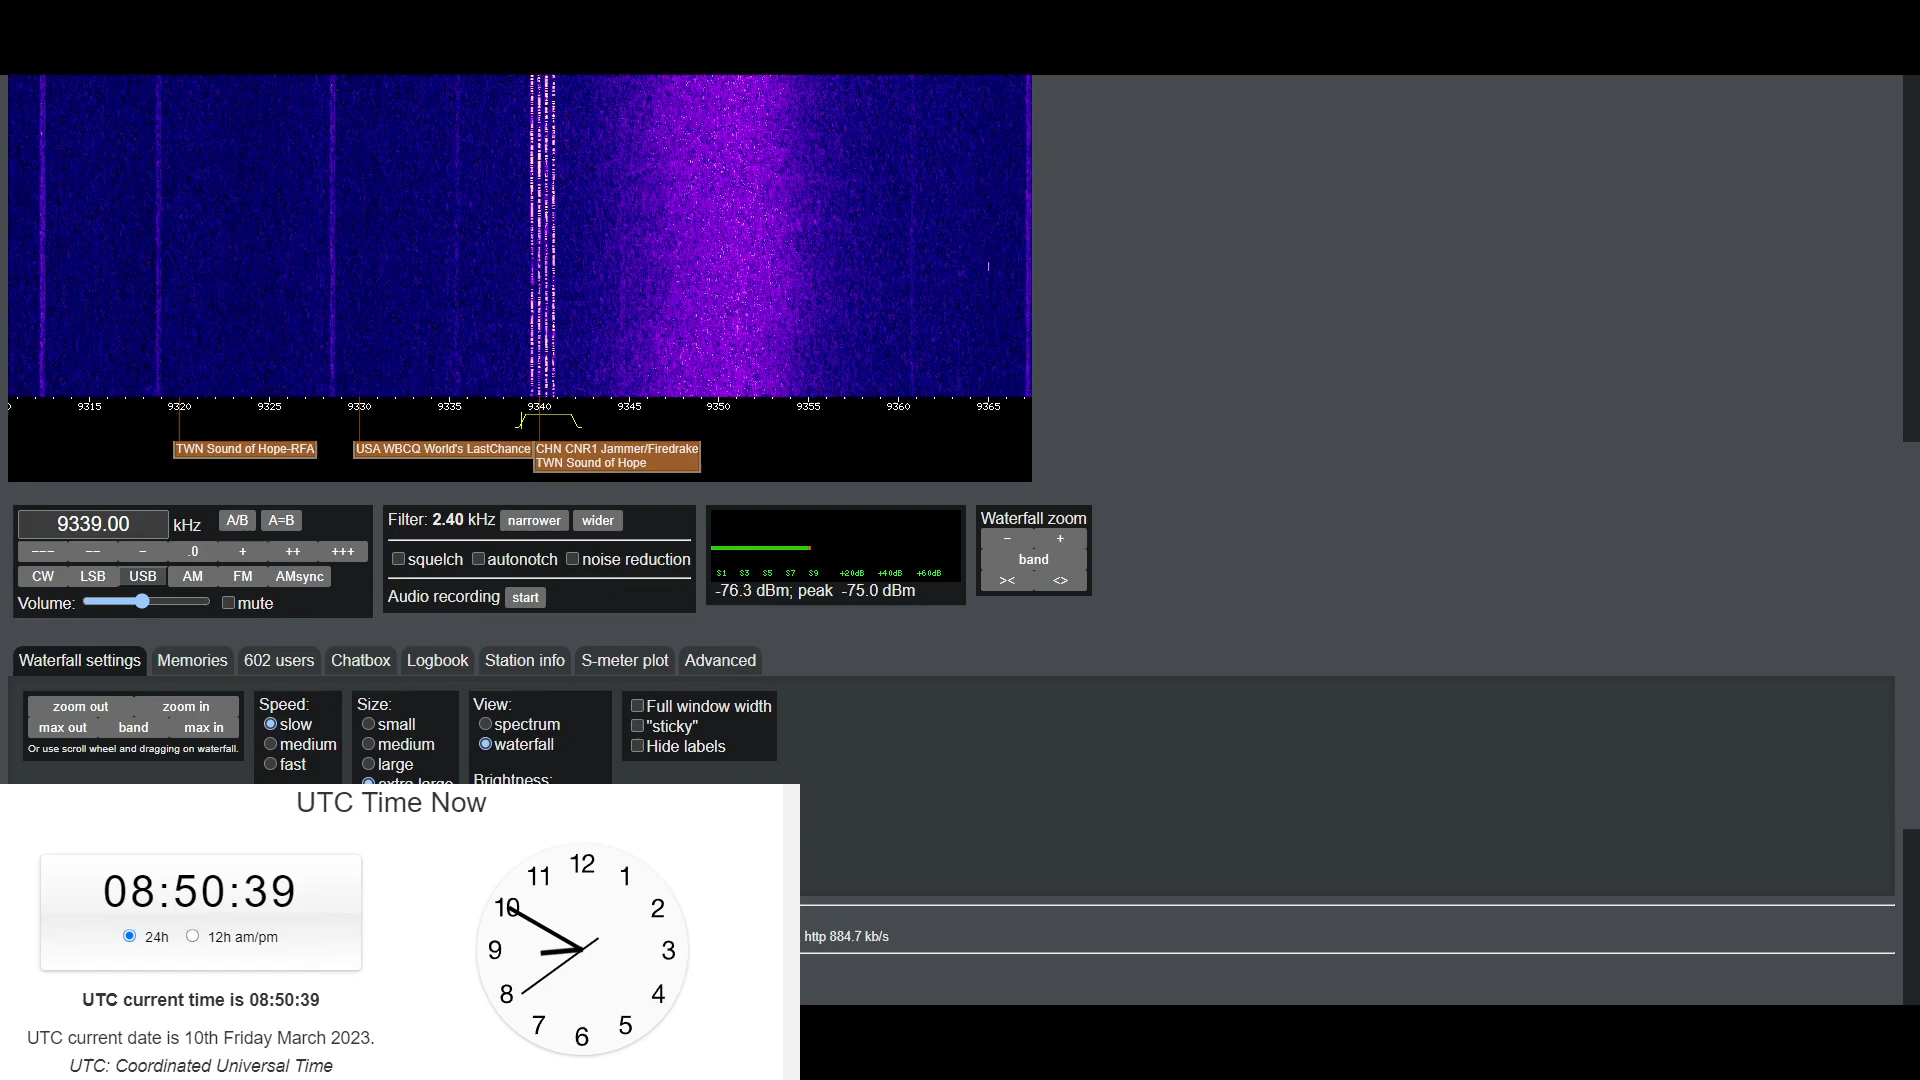 9315 9320 9325 9330 9335 9340 9345 9350 9355 9360 9365
TWN Sound of Hope-RFA
USA WBCQ World's LastChance
CHN CNR1 Jammer/Firedrake
TWN Sound of Hope
9339.00 kHz A/B A=B
--- -- - .0 + ++ +++
CW LSB USB AM FM AMsync
Volume: mute
Filter: 2.40 kHz narrower wider
squelch autonotch noise reduction
Audio recording start
S1 S3 S5 S7 S9 +20dB +40dB +60dB
-76.3 dBm; peak -75.0 dBm
Waterfall zoom
- +
band
>< <>
Waterfall settings Memories 602 users Chatbox Logbook Station info S-meter plot Advanced
zoom out zoom in
max out band max in
Or use scroll wheel and dragging on waterfall.
Speed:
slow
medium
fast
Size:
small
medium
large
extra large
View:
spectrum
waterfall
Brightness:
Full window width
"sticky"
Hide labels
UTC Time Now
08:50:39
24h 12h am/pm
UTC current time is 08:50:39
UTC current date is 10th Friday March 2023.
UTC: Coordinated Universal Time
12 1 2 3 4 5 6 7 8 9 10 11
http 884.7 kb/s